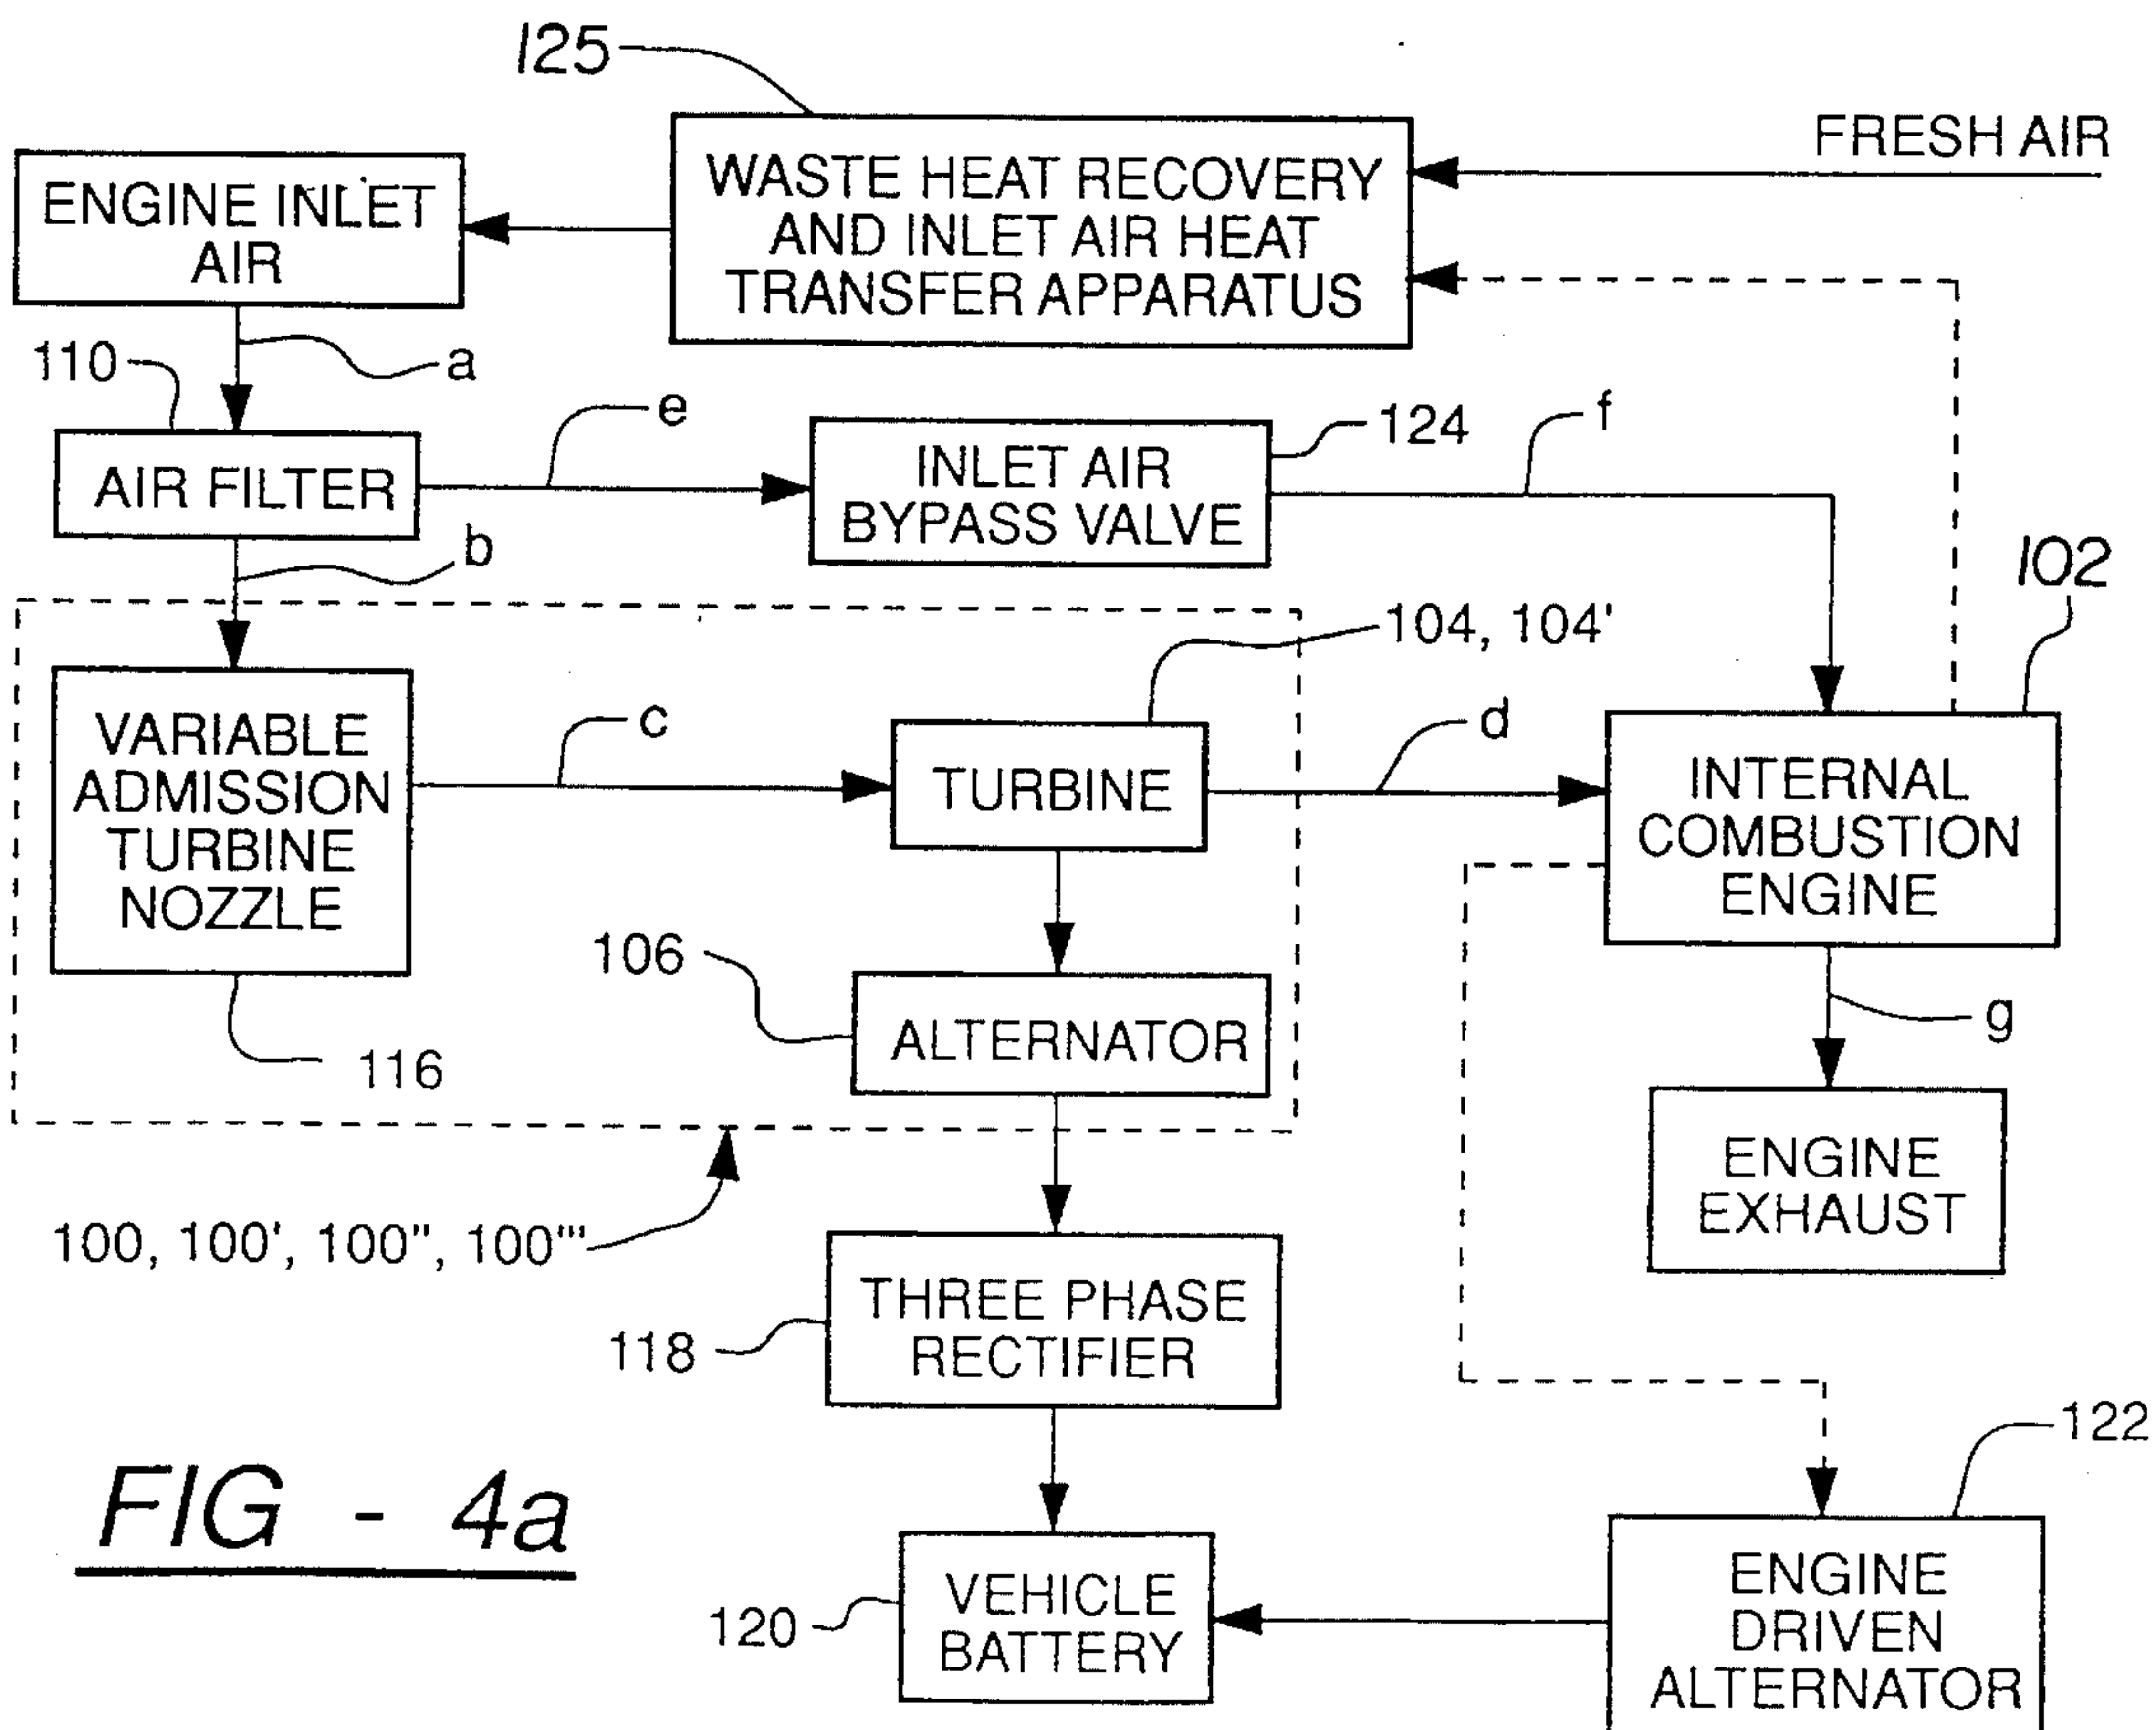 125
FRESH AIR
WASTE HEAT RECOVERY
AND INLET AIR HEAT
TRANSFER APPARATUS
ENGINE INLET
AIR
110
a
e
124
f
AIR FILTER
INLET AIR
BYPASS VALVE
b
102
104, 104'
VARIABLE
ADMISSION
TURBINE
NOZZLE
c
TURBINE
d
INTERNAL
COMBUSTION
ENGINE
106
ALTERNATOR
116
g
ENGINE
EXHAUST
100, 100', 100", 100'"
THREE PHASE
RECTIFIER
118
122
FIG - 4a
VEHICLE
BATTERY
120
ENGINE
DRIVEN
ALTERNATOR